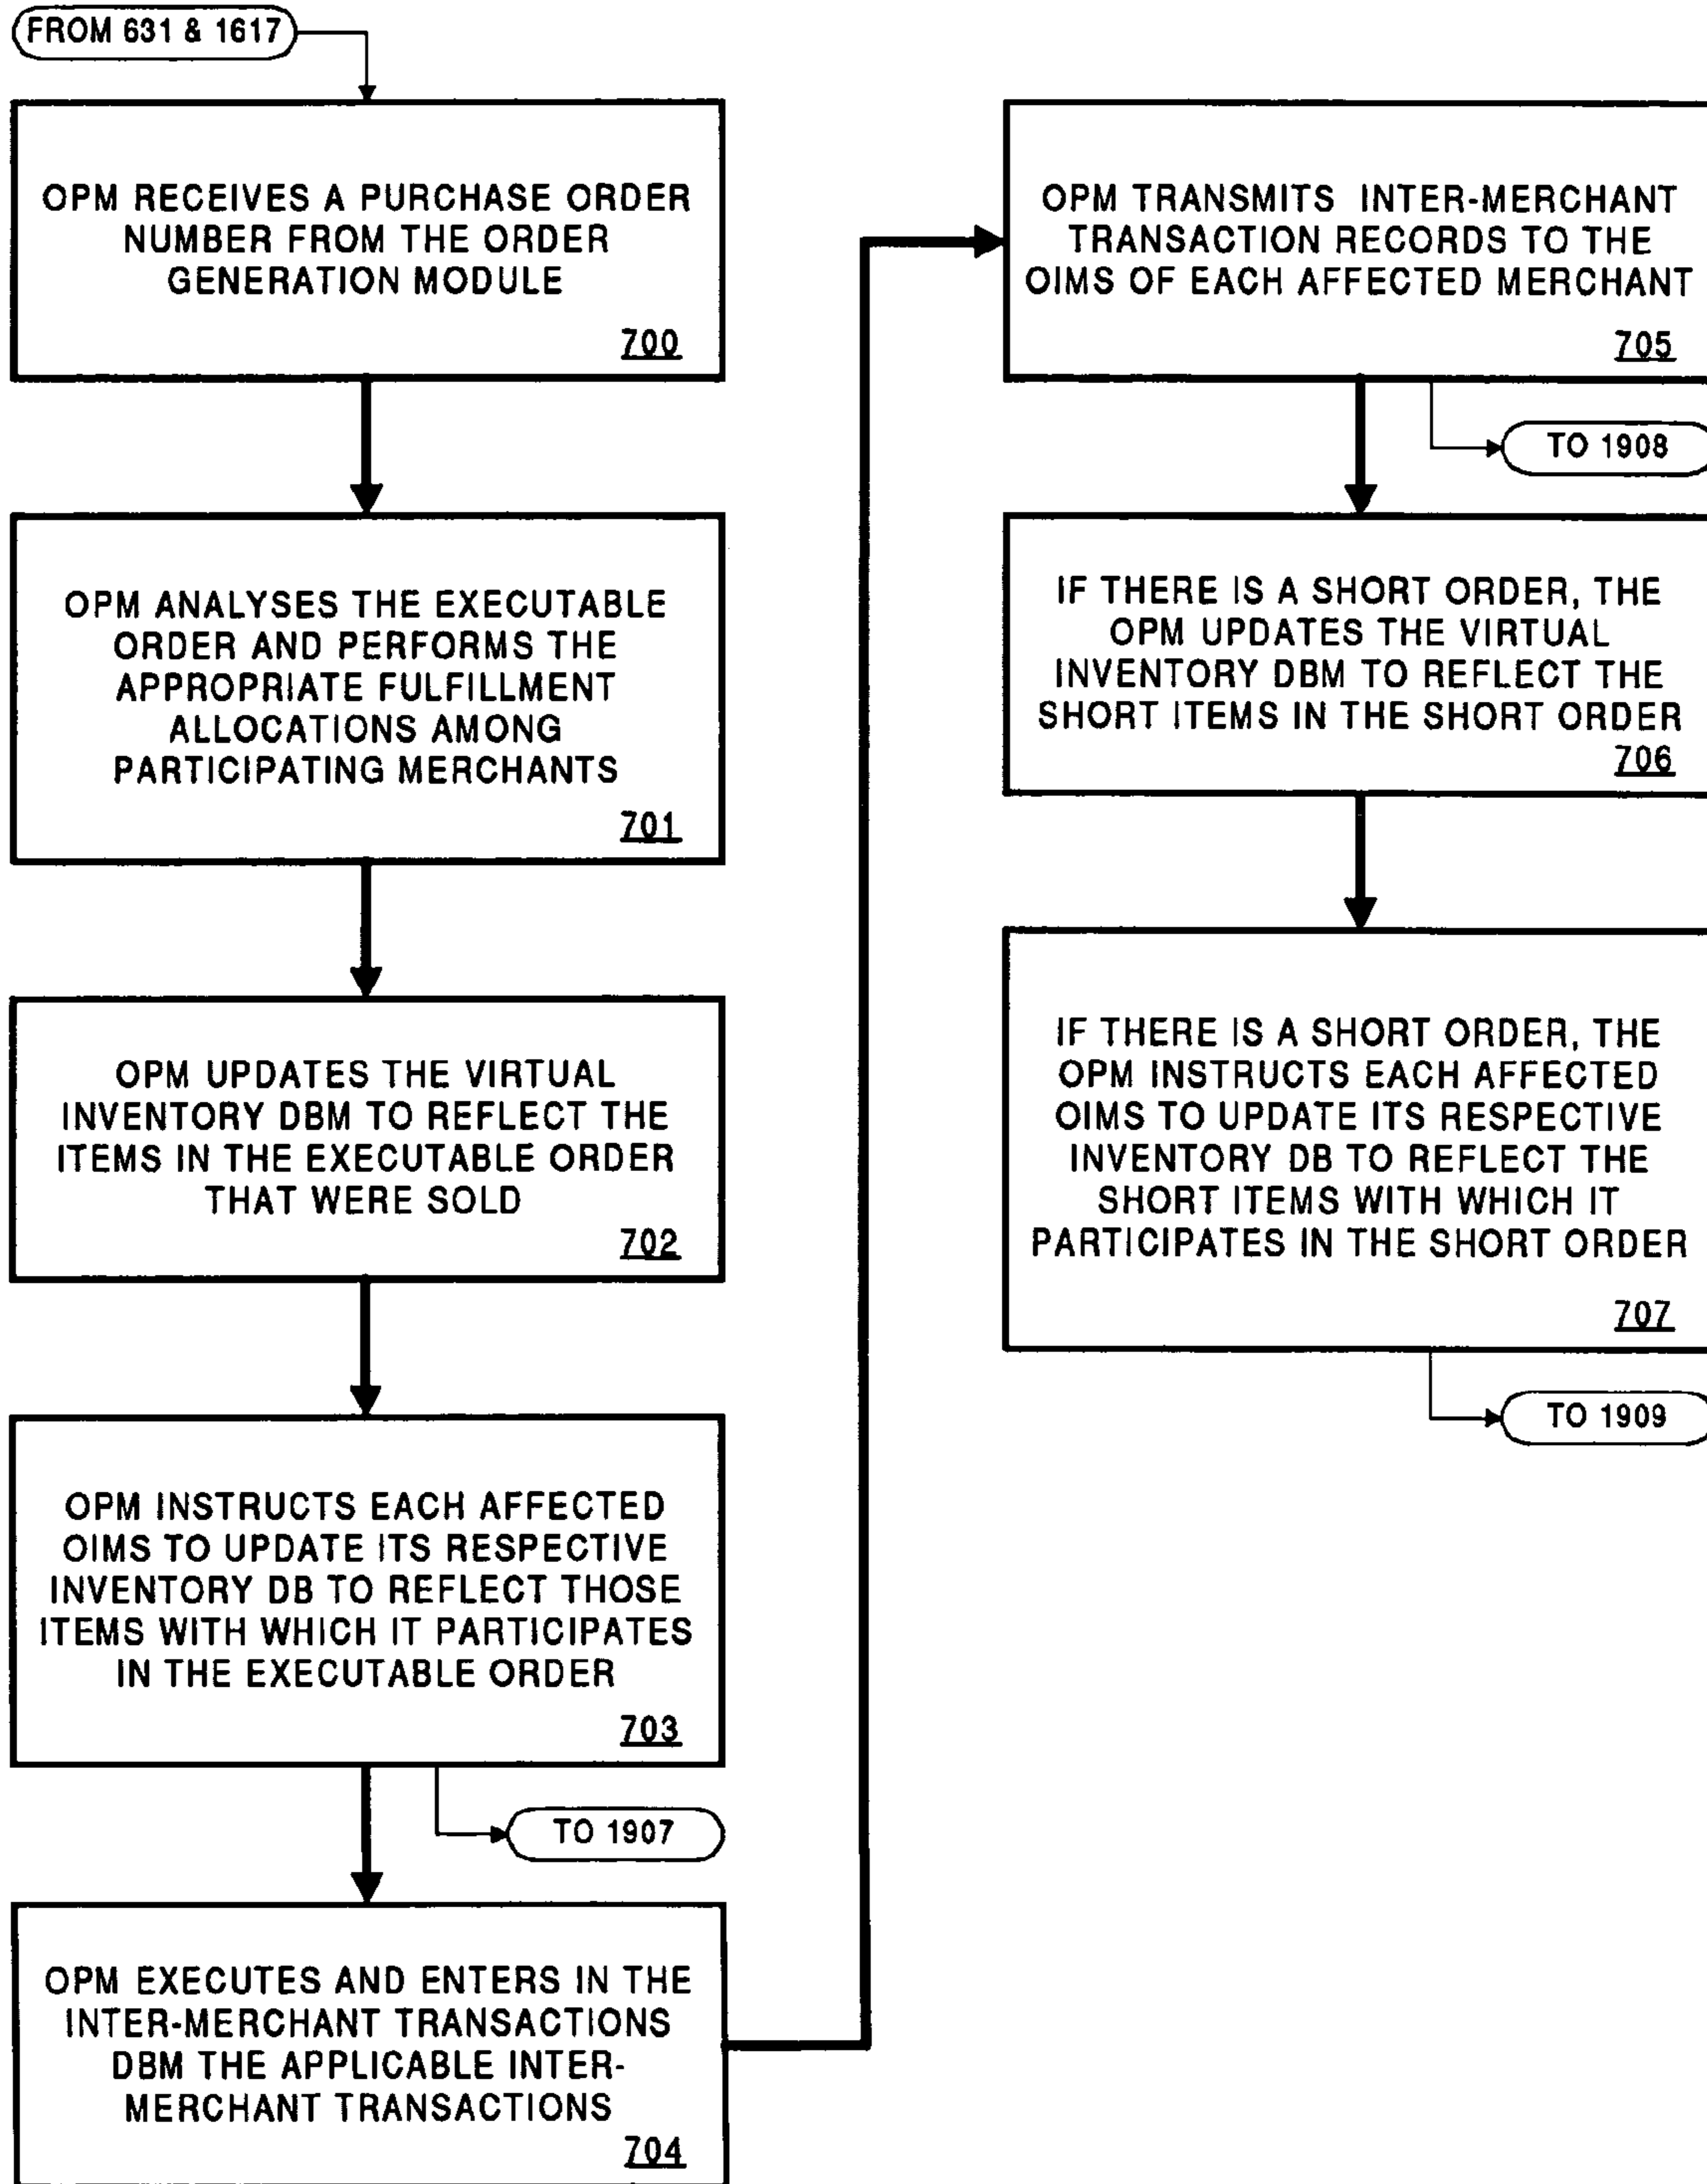 FROM 631 & 1617
OPM RECEIVES A PURCHASE ORDER
NUMBER FROM THE ORDER
GENERATION MODULE
700
OPM ANALYSES THE EXECUTABLE
ORDER AND PERFORMS THE
APPROPRIATE FULFILLMENT
ALLOCATIONS AMONG
PARTICIPATING MERCHANTS
701
OPM UPDATES THE VIRTUAL
INVENTORY DBM TO REFLECT THE
ITEMS IN THE EXECUTABLE ORDER
THAT WERE SOLD
702
OPM INSTRUCTS EACH AFFECTED
OIMS TO UPDATE ITS RESPECTIVE
INVENTORY DB TO REFLECT THOSE
ITEMS WITH WHICH IT PARTICIPATES
IN THE EXECUTABLE ORDER
703
TO 1907
OPM EXECUTES AND ENTERS IN THE
INTER-MERCHANT TRANSACTIONS
DBM THE APPLICABLE INTER-
MERCHANT TRANSACTIONS
704
OPM TRANSMITS INTER-MERCHANT
TRANSACTION RECORDS TO THE
OIMS OF EACH AFFECTED MERCHANT
705
TO 1908
IF THERE IS A SHORT ORDER, THE
OPM UPDATES THE VIRTUAL
INVENTORY DBM TO REFLECT THE
SHORT ITEMS IN THE SHORT ORDER
706
IF THERE IS A SHORT ORDER, THE
OPM INSTRUCTS EACH AFFECTED
OIMS TO UPDATE ITS RESPECTIVE
INVENTORY DB TO REFLECT THE
SHORT ITEMS WITH WHICH IT
PARTICIPATES IN THE SHORT ORDER
707
TO 1909